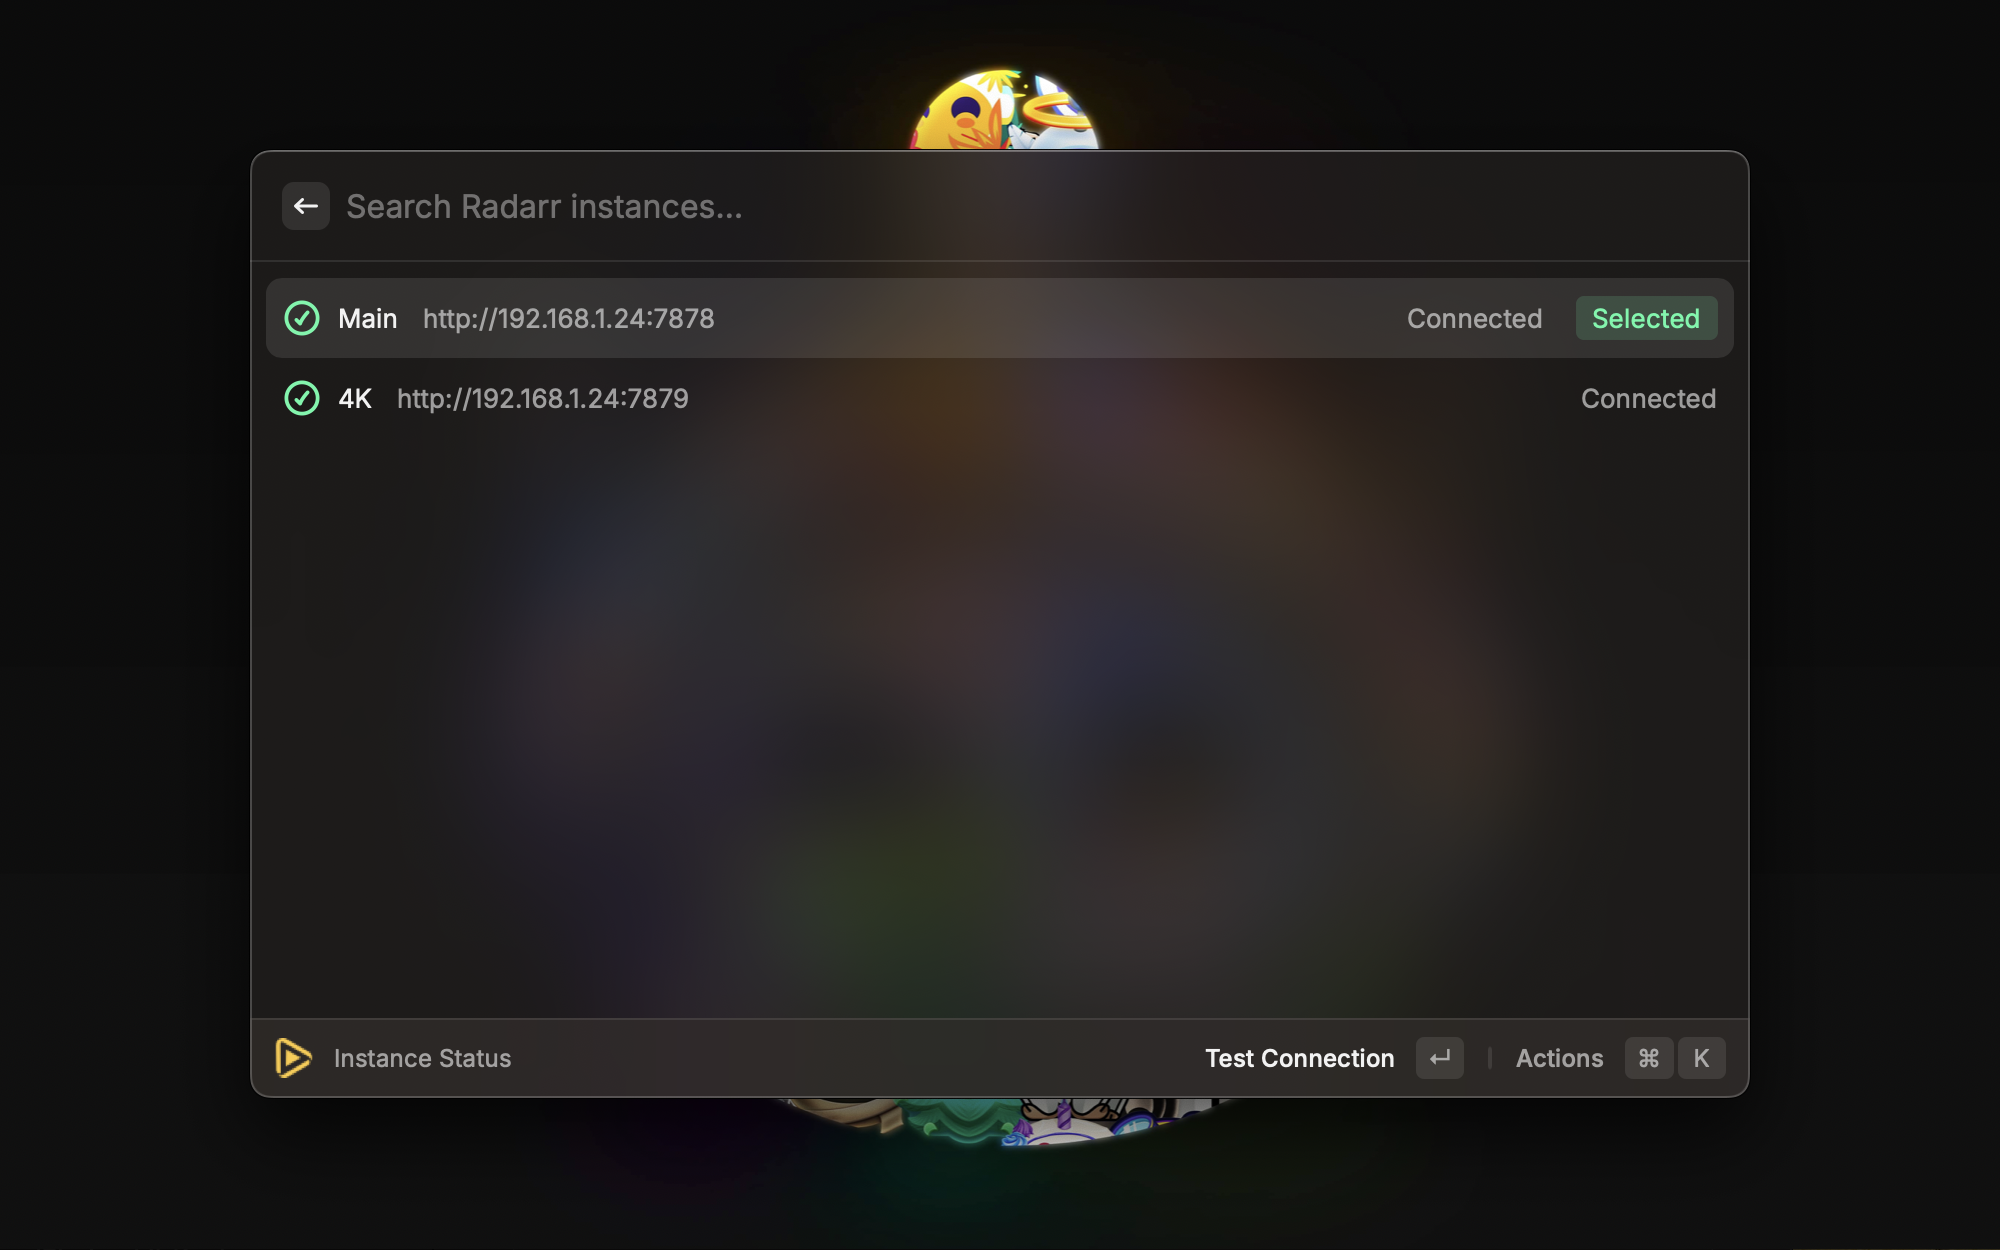 Search Radarr instances...
Main http://192.168.1.24:7878 Connected Selected
4K http://192.168.1.24:7879 Connected
Instance Status Test Connection ↵ Actions ⌘ K